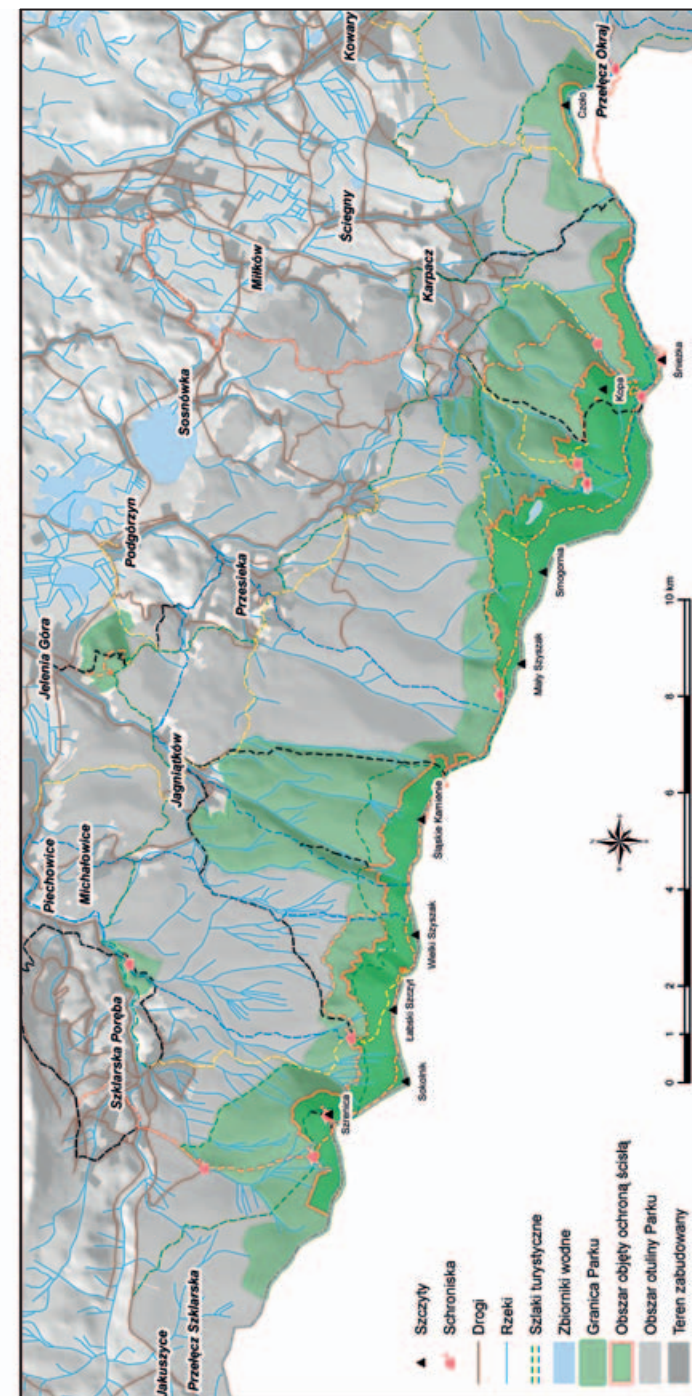 Jakuszyce
Przełęcz Szklarska
Szklarska Poręba
Piechowice
Michałowice
Jagniątków
Jelenia Góra
Podgórzyn
Przesieka
Sosnówka
Miłków
Ściegny
Karpacz
Kowary
Przełęcz Okraj
Szrenica
Sokolnik
Łabski Szczyt
Wielki Szyszak
Śląskie Kamienie
Mały Szyszak
Smogornia
Kopa
Śnieżka
Czoło
Szczyty
Schroniska
Drogi
Rzeki
Szlaki turystyczne
Zbiorniki wodne
Granica Parku
Obszar objęty ochroną ścisłą
Obszar otuliny Parku
Teren zabudowany
0 1 2 4 6 8 10 km